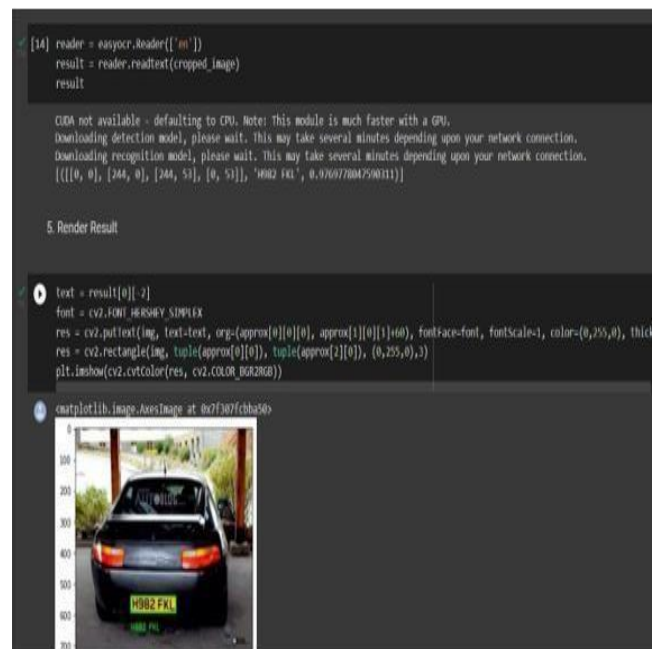 [14] reader = easyocr.Reader(['en'])
result = reader.readtext(cropped_image)
result
CUDA not available - defaulting to CPU. Note: This module is much faster with a GPU.
Downloading detection model, please wait. This may take several minutes depending upon your network connection.
Downloading recognition model, please wait. This may take several minutes depending upon your network connection.
[([[0, 0], [244, 0], [244, 53], [0, 53]], 'H982 FKL', 0.9769778047590311)]
5. Render Result
text = result[0][-2]
font = cv2.FONT_HERSHEY_SIMPLEX
res = cv2.putText(img, text=text, org=(approx[0][0][0], approx[1][0][1]+60), fontFace=font, fontScale=1, color=(0,255,0), thick
res = cv2.rectangle(img, tuple(approx[0][0]), tuple(approx[2][0]), (0,255,0),3)
plt.imshow(cv2.cvtColor(res, cv2.COLOR_BGR2RGB))
<matplotlib.image.AxesImage at 0x7f307fcbba50>
0
100
200
300
400
500
600
700
AUTOBLOG
H982 FKL
H982 FKL